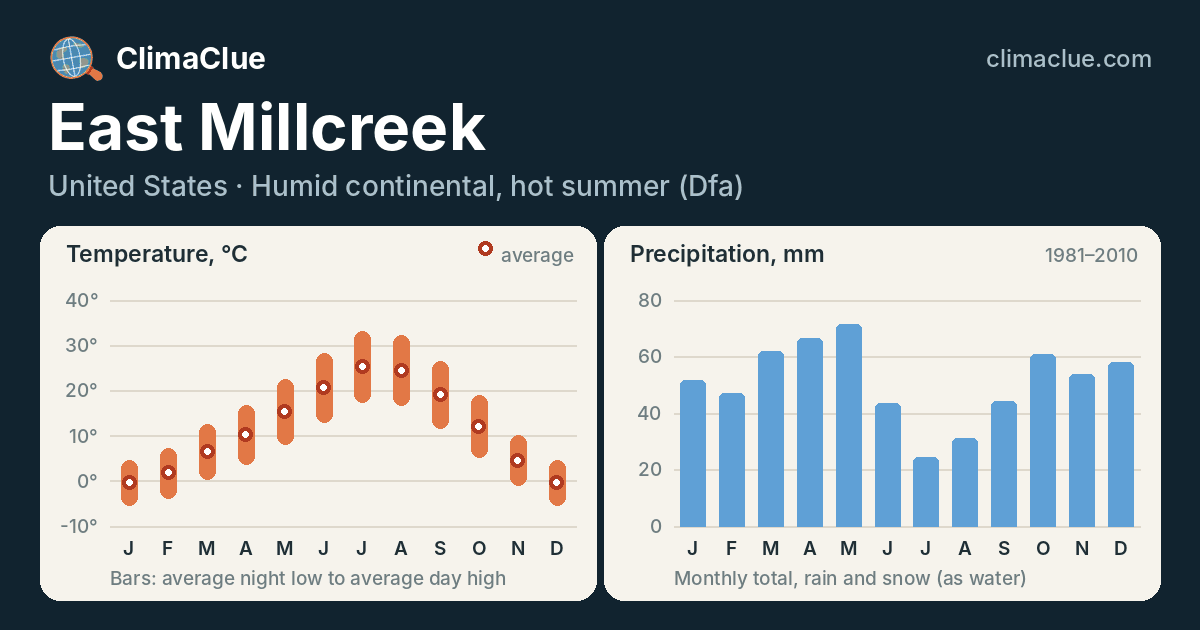 ClimaClue
climaclue.com
East Millcreek
United States · Humid continental, hot summer (Dfa)
Temperature, °C
average
40°
30°
20°
10°
0°
-10°
J F M A M J J A S O N D
Bars: average night low to average day high
Precipitation, mm
1981–2010
80
60
40
20
0
J F M A M J J A S O N D
Monthly total, rain and snow (as water)